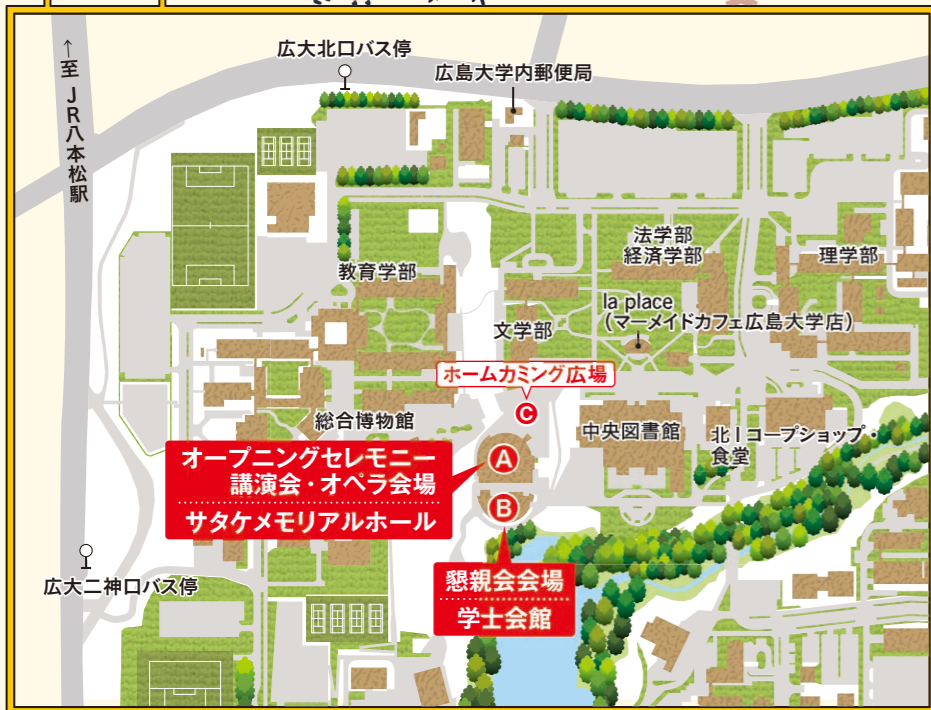 広大北口バス停
広島大学内郵便局
↑至 JR八本松駅
法学部
経済学部
理学部
教育学部
la place
（マーメイドカフェ広島大学店）
文学部
ホームカミング広場
C
総合博物館
中央図書館
北Ⅰコープショップ・
食堂
オープニングセレモニー
講演会・オペラ会場
サタケメモリアルホール
A
B
懇親会会場
学士会館
広大二神口バス停